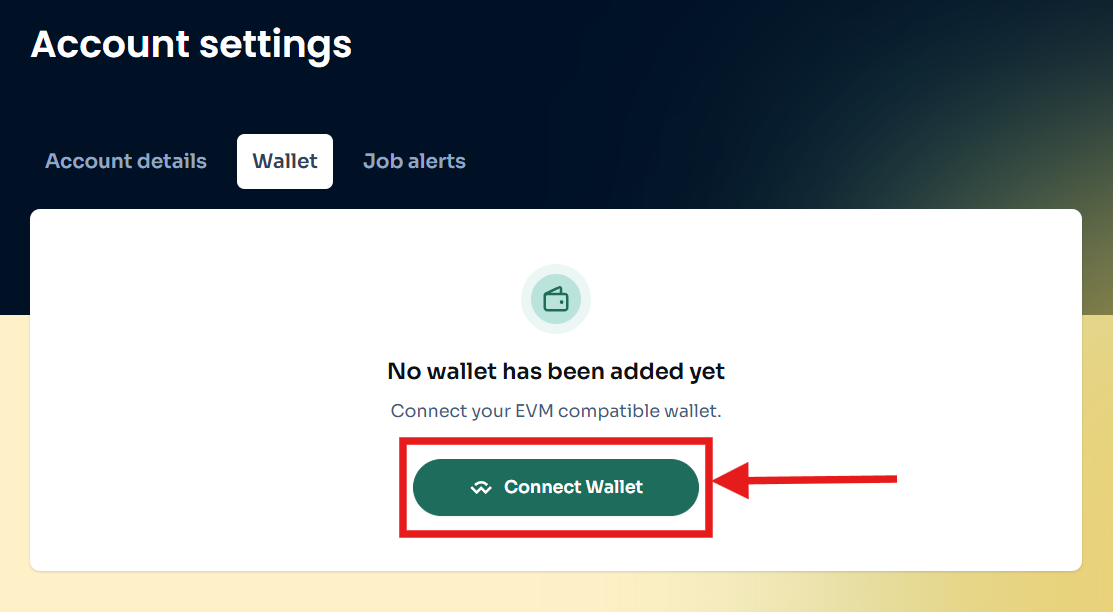 Account settings
Account details Wallet Job alerts
No wallet has been added yet
Connect your EVM compatible wallet.
Connect Wallet